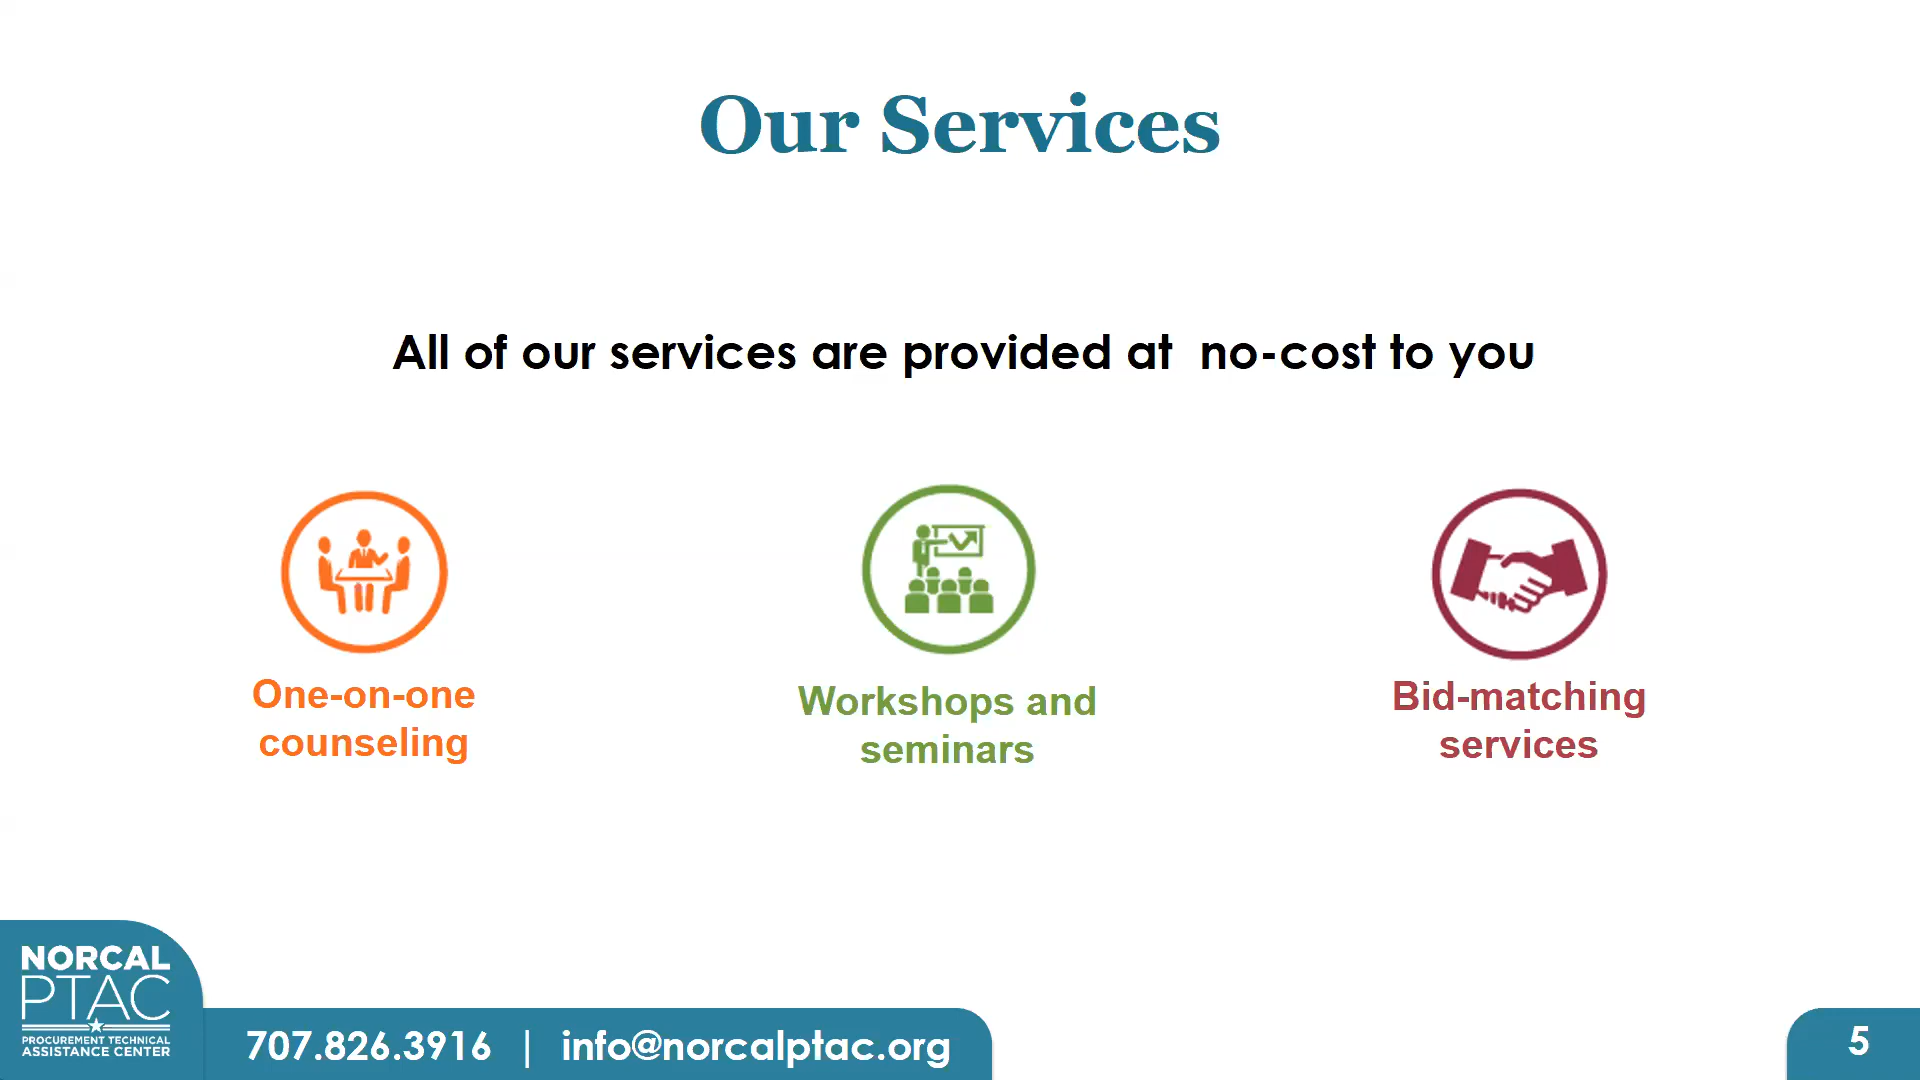 Our Services
All of our services are provided at  no-cost to you
One-on-one
counseling
Workshops and
seminars
Bid-matching
services
NORCAL
PTAC
PROCUREMENT TECHNICAL
ASSISTANCE CENTER
707.826.3916 | info@norcalptac.org
5